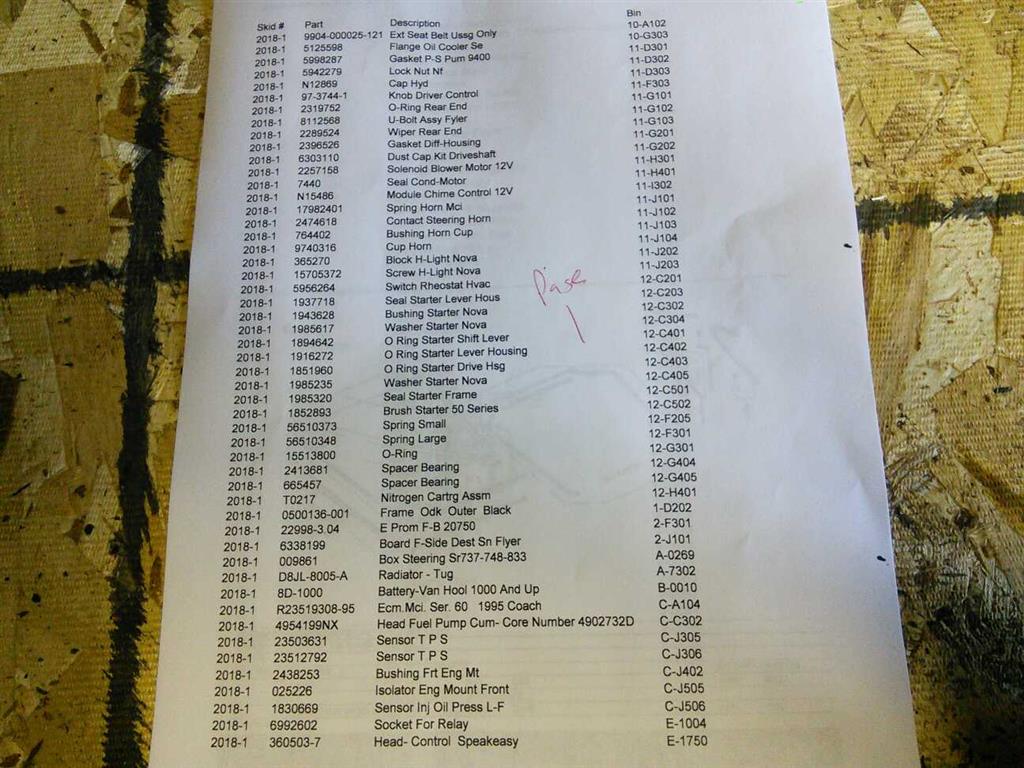 Skid # Part Description Bin
2018-1 9904-000025-121 Ext Seat Belt Ussg Only 10-A102
2018-1 5125598 Flange Oil Cooler Se 10-G303
2018-1 5998287 Gasket P-S Pum 9400 11-D301
2018-1 5942279 Lock Nut Nf 11-D302
2018-1 N12869 Cap Hyd 11-D303
2018-1 97-3744-1 Knob Driver Control 11-F303
2018-1 2319752 O-Ring Rear End 11-G101
2018-1 8112568 U-Bolt Assy Fyler 11-G102
2018-1 2289524 Wiper Rear End 11-G103
2018-1 2396526 Gasket Diff-Housing 11-G201
2018-1 6303110 Dust Cap Kit Driveshaft 11-G202
2018-1 2257158 Solenoid Blower Motor 12V 11-H301
2018-1 7440 Seal Cond-Motor 11-H401
2018-1 N15486 Module Chime Control 12V 11-I302
2018-1 17982401 Spring Horn Mci 11-J101
2018-1 2474618 Contact Steering Horn 11-J102
2018-1 764402 Bushing Horn Cup 11-J103
2018-1 9740316 Cup Horn 11-J104
2018-1 365270 Block H-Light Nova 11-J202
2018-1 15705372 Screw H-Light Nova 11-J203
2018-1 5956264 Switch Rheostat Hvac 12-C201
2018-1 1937718 Seal Starter Lever Hous 12-C203
2018-1 1943628 Bushing Starter Nova 12-C302
2018-1 1985617 Washer Starter Nova 12-C304
2018-1 1894642 O Ring Starter Shift Lever 12-C401
2018-1 1916272 O Ring Starter Lever Housing 12-C402
2018-1 1851960 O Ring Starter Drive Hsg 12-C403
2018-1 1985235 Washer Starter Nova 12-C405
2018-1 1985320 Seal Starter Frame 12-C501
2018-1 1852893 Brush Starter 50 Series 12-C502
2018-1 56510373 Spring Small 12-F205
2018-1 56510348 Spring Large 12-F301
2018-1 15513800 O-Ring 12-G301
2018-1 2413681 Spacer Bearing 12-G404
2018-1 665457 Spacer Bearing 12-G405
2018-1 T0217 Nitrogen Cartrg Assm 12-H401
2018-1 0500136-001 Frame Odk Outer Black 1-D202
2018-1 22998-3.04 E Prom F-B 20750 2-F301
2018-1 6338199 Board F-Side Dest Sn Flyer 2-J101
2018-1 009861 Box Steering Sr737-748-833 A-0269
2018-1 D8JL-8005-A Radiator - Tug A-7302
2018-1 8D-1000 Battery-Van Hool 1000 And Up B-0010
2018-1 R23519308-95 Ecm.Mci. Ser. 60 1995 Coach C-A104
2018-1 4954199NX Head Fuel Pump Cum- Core Number 4902732D C-C302
2018-1 23503631 Sensor T P S C-J305
2018-1 23512792 Sensor T P S C-J306
2018-1 2438253 Bushing Frt Eng Mt C-J402
2018-1 025226 Isolator Eng Mount Front C-J505
2018-1 1830669 Sensor Inj Oil Press L-F C-J506
2018-1 6992602 Socket For Relay E-1004
2018-1 360503-7 Head- Control Speakeasy E-1750
Page
1